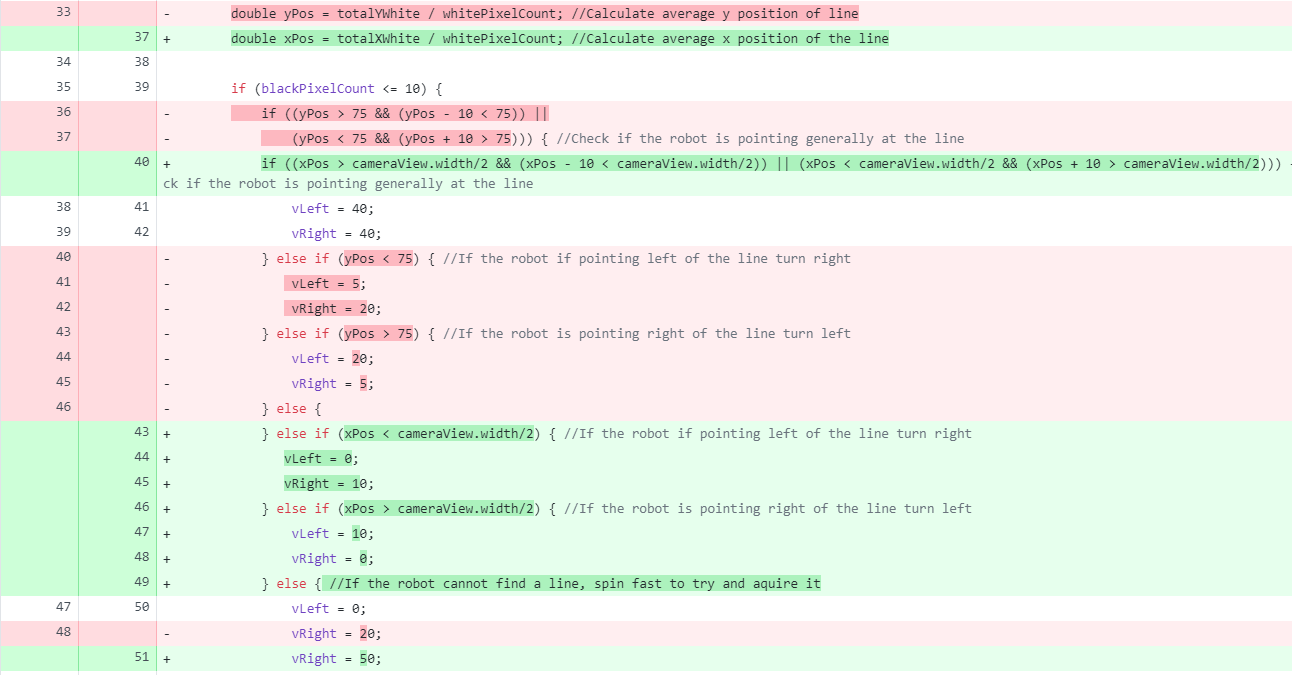 33 - double yPos = totalYWhite / whitePixelCount; //Calculate average y position of line
37 + double xPos = totalXWhite / whitePixelCount; //Calculate average x position of the line
34 38
35 39 if (blackPixelCount <= 10) {
36 - if ((yPos > 75 && (yPos - 10 < 75)) ||
37 - (yPos < 75 && (yPos + 10 > 75))) { //Check if the robot is pointing generally at the line
40 + if ((xPos > cameraView.width/2 && (xPos - 10 < cameraView.width/2)) || (xPos < cameraView.width/2 && (xPos + 10 > cameraView.width/2)))
ck if the robot is pointing generally at the line
38 41 vLeft = 40;
39 42 vRight = 40;
40 - } else if (yPos < 75) { //If the robot if pointing left of the line turn right
41 - vLeft = 5;
42 - vRight = 20;
43 - } else if (yPos > 75) { //If the robot is pointing right of the line turn left
44 - vLeft = 20;
45 - vRight = 5;
46 - } else {
43 + } else if (xPos < cameraView.width/2) { //If the robot if pointing left of the line turn right
44 + vLeft = 0;
45 + vRight = 10;
46 + } else if (xPos > cameraView.width/2) { //If the robot is pointing right of the line turn left
47 + vLeft = 10;
48 + vRight = 0;
49 + } else { //If the robot cannot find a line, spin fast to try and aquire it
47 50 vLeft = 0;
48 - vRight = 20;
51 + vRight = 50;